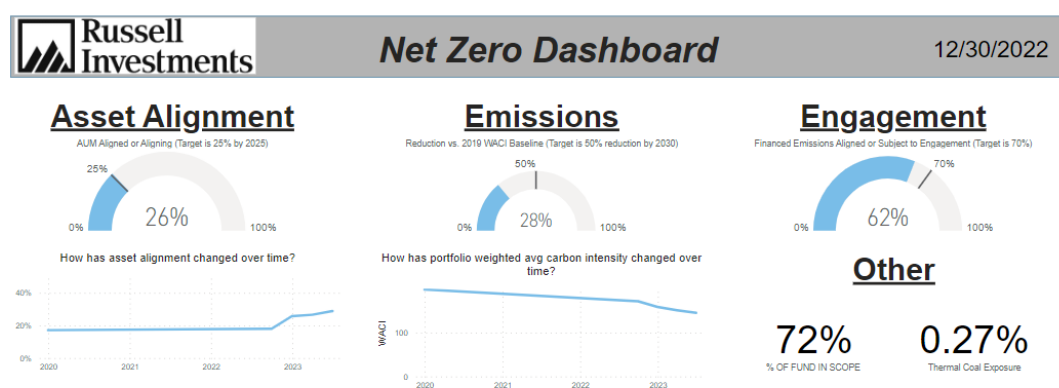 Russell
Investments
Net Zero Dashboard
12/30/2022
Asset Alignment
AUM Aligned or Aligning (Target is 25% by 2025)
25%
26%
0%
100%
How has asset alignment changed over time?
40%
20%
0%
2020
2021
2022
2023
Emissions
Reduction vs. 2019 WACI Baseline (Target is 50% reduction by 2030)
50%
28%
0%
100%
How has portfolio weighted avg carbon intensity changed over
time?
WACI
100
0
2020
2021
2022
2023
Engagement
Financed Emissions Aligned or Subject to Engagement (Target is 70%)
70%
62%
0%
100%
Other
72%
% OF FUND IN SCOPE
0.27%
Thermal Coal Exposure